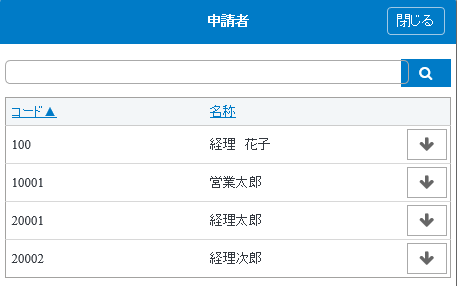 申請者 閉じる
コード▲ 名称
100 経理　花子
10001 営業太郎
20001 経理太郎
20002 経理次郎